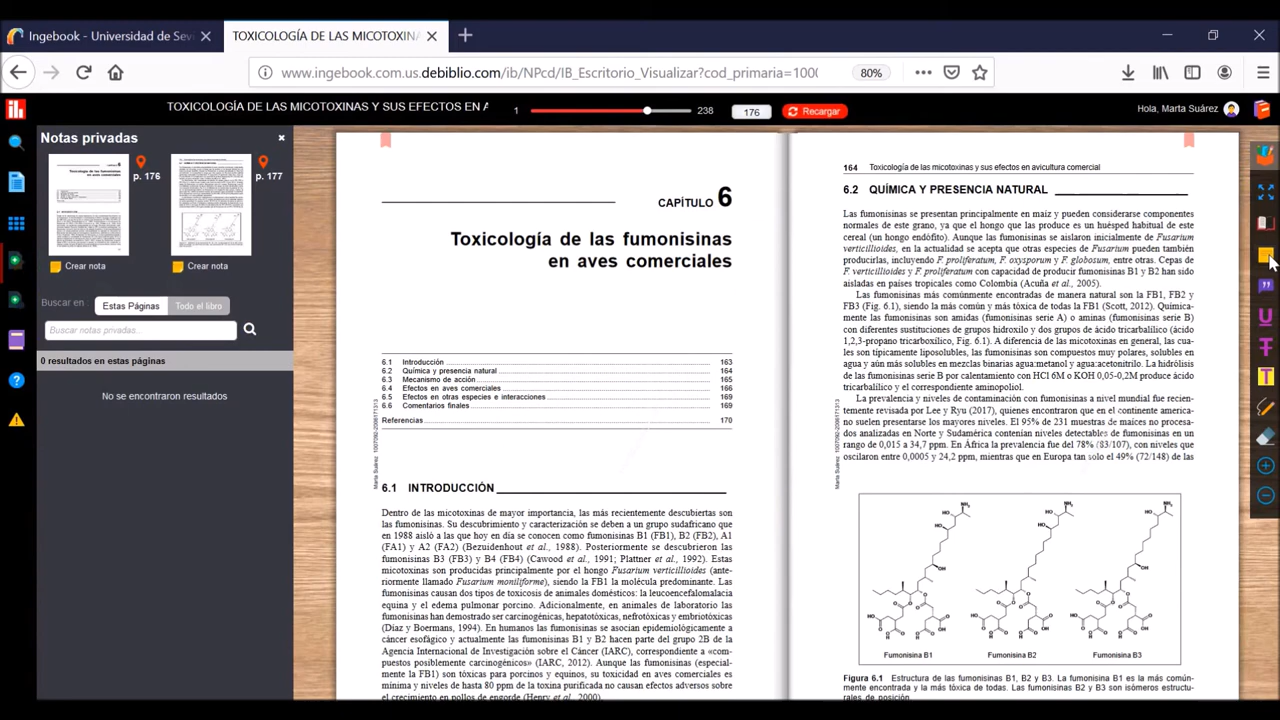 Ingebook - Universidad de Sev
TOXICOLOGÍA DE LAS MICOTOXIN
www.ingebook.com.us.debiblio.com/ib/NPcd/IB_Escritorio_Visualizar?cod_primaria=1000
80%
TOXICOLOGÍA DE LAS MICOTOXINAS Y SUS EFECTOS EN A
1
238
176
Recargar
Hola, Marta Suárez
Notas privadas
p. 176
p. 177
Crear nota
Crear nota
Buscar en :
Estas Páginas
Todo el libro
Buscar notas privadas...
0 resultados en estas páginas
No se encontraron resultados
CAPÍTULO 6
Toxicología de las fumonisinas
en aves comerciales
6.1 Introducción 163
6.2 Química y presencia natural 164
6.3 Mecanismo de acción 165
6.4 Efectos en aves comerciales 166
6.5 Efectos en otras especies e interacciones 169
6.6 Comentarios finales 169
Referencias 170
6.1 INTRODUCCIÓN
Dentro de las micotoxinas de mayor importancia, las más recientemente descubiertas son
las fumonisinas. Su descubrimiento y caracterización se deben a un grupo sudafricano que
en 1988 aisló a las que hoy en día se conocen como fumonisinas B1 (FB1), B2 (FB2), A1
(FA1) y A2 (FA2) (Bezuidenhout et al., 1988). Posteriormente se descubrieron las
fumonisinas B3 (FB3) y B4 (FB4) (Cawood et al., 1991; Plattner et al., 1992). Estas
micotoxinas son producidas principalmente por el hongo Fusarium verticillioides (ante-
riormente llamado Fusarium moniliforme), siendo la FB1 la molécula predominante. Las
fumonisinas causan dos tipos de toxicosis de animales domésticos: la leucoencefalomalacia
equina y el edema pulmonar porcino. Adicionalmente, en animales de laboratorio las
fumonisinas han demostrado ser carcinogénicas, hepatotóxicas, nefrotóxicas y embriotóxicas
(Díaz y Boermans, 1994). En humanos las fumonisinas se asocian epidemiológicamente a
cáncer esofágico y actualmente las fumonisinas B1 y B2 hacen parte del grupo 2B de la
Agencia Internacional de Investigación sobre el Cáncer (IARC), correspondiente a «com-
puestos posiblemente carcinogénicos» (IARC, 2012). Aunque las fumonisinas (especial-
mente la FB1) son tóxicas para porcinos y equinos, su toxicidad en aves comerciales es
mínima y niveles de hasta 80 ppm de la toxina purificada no causan efectos adversos sobre
el crecimiento en pollos de engorde (Henry et al., 2000).
164 Toxicología de las micotoxinas y sus efectos en avicultura comercial
6.2 QUÍMICA Y PRESENCIA NATURAL
Las fumonisinas se presentan principalmente en maíz y pueden considerarse componentes
normales de este grano, ya que el hongo que las produce es un huésped habitual de este
cereal (un hongo endófito). Aunque las fumonisinas se aislaron inicialmente de Fusarium
verticillioides, en la actualidad se acepta que otras especies de Fusarium pueden también
producirlas, incluyendo F. proliferatum, F. oxysporum y F. globosum, entre otras. Cepas de
F. verticillioides y F. proliferatum con capacidad de producir fumonisinas B1 y B2 han sido
aisladas en países tropicales como Colombia (Acuña et al., 2005).
Las fumonisinas más comúnmente encontradas de manera natural son la FB1, FB2 y
FB3 (Fig. 6.1), siendo la más común y más tóxica de todas la FB1 (Scott, 2012). Química-
mente las fumonisinas son amidas (fumonisinas serie A) o aminas (fumonisinas serie B)
con diferentes sustituciones de grupos hidroxilo y dos grupos de ácido tricarbalílico (ácido
1,2,3-propano tricarboxílico, Fig. 6.1). A diferencia de las micotoxinas en general, las cua-
les son típicamente liposolubles, las fumonisinas son compuestos muy polares, solubles en
agua y aún más solubles en mezclas binarias agua:metanol y agua:acetonitrilo. La hidrólisis
de las fumonisinas serie B por calentamiento con HCl 6M o KOH 0,05-0,2M produce ácido
tricarbalílico y el correspondiente aminopoliol.
La prevalencia y niveles de contaminación con fumonisinas a nivel mundial fue recien-
temente revisada por Lee y Ryu (2017), quienes encontraron que en el continente america-
no suelen presentarse los mayores niveles. El 95% de 231 muestras de maíces no procesa-
dos analizadas en Norte y Sudamérica contenían niveles detectables de fumonisinas en un
rango de 0,015 a 34,7 ppm. En África la prevalencia fue del 78% (83/107), con niveles que
oscilaron entre 0,0005 y 24,2 ppm, mientras que en Europa tan solo el 49% (72/148) de las
Fumonisina B1
Fumonisina B2
Fumonisina B3
Figura 6.1 Estructura de las fumonisinas B1, B2 y B3. La fumonisina B1 es la más común-
mente encontrada y la más tóxica de todas. Las fumonisinas B2 y B3 son isómeros estructu-
rales de posición.